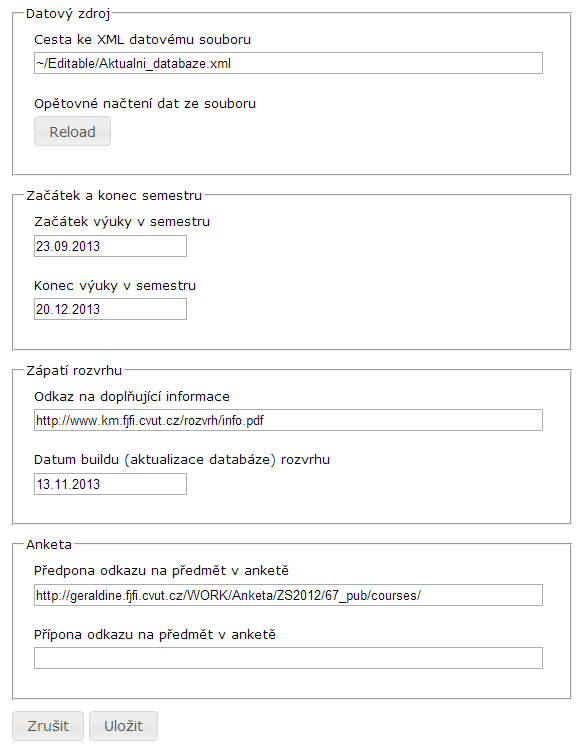 Datový zdroj
Cesta ke XML datovému souboru
~/Editable/Aktualni_databaze.xml
Opětovné načtení dat ze souboru
Reload
Začátek a konec semestru
Začátek výuky v semestru
23.09.2013
Konec výuky v semestru
20.12.2013
Zápatí rozvrhu
Odkaz na doplňující informace
http://www.km.fjfi.cvut.cz/rozvrh/info.pdf
Datum buildu (aktualizace databáze) rozvrhu
13.11.2013
Anketa
Předpona odkazu na předmět v anketě
http://geraldine.fjfi.cvut.cz/WORK/Anketa/ZS2012/67_pub/courses/
Přípona odkazu na předmět v anketě
Zrušit Uložit